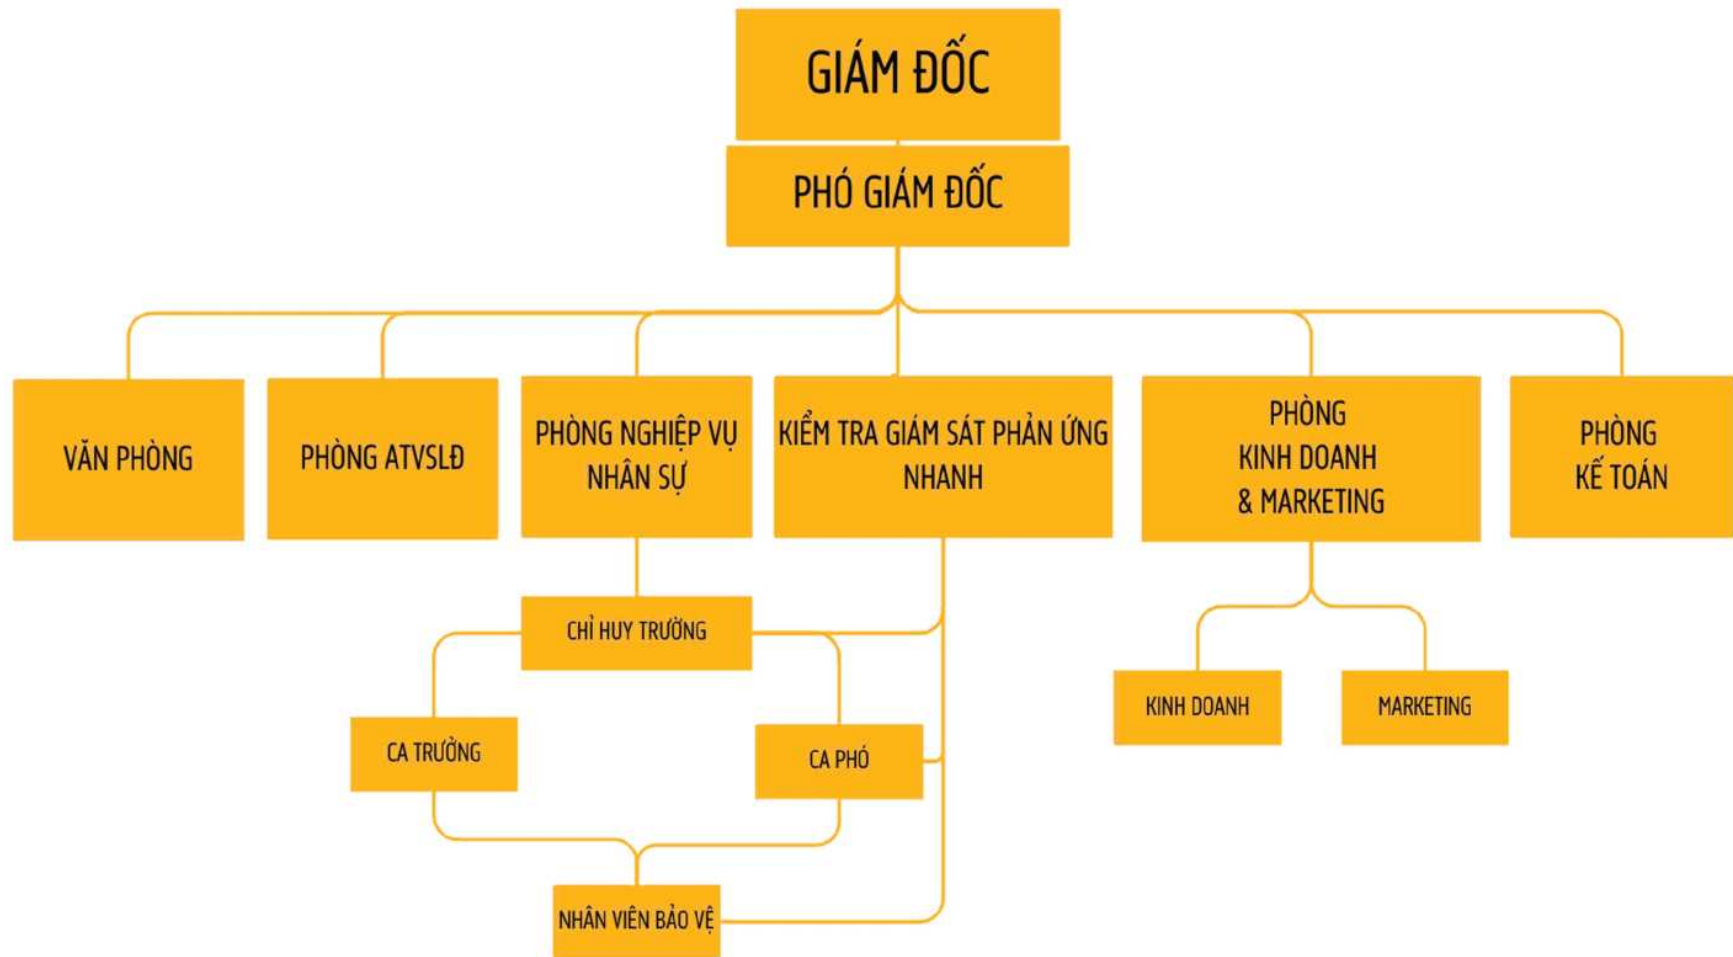 GIÁM ĐỐC
PHÓ GIÁM ĐỐC
VĂN PHÒNG
PHÒNG ATVSLĐ
PHÒNG NGHIỆP VỤ
NHÂN SỰ
KIỂM TRA GIÁM SÁT PHẢN ỨNG
NHANH
PHÒNG
KINH DOANH
& MARKETING
PHÒNG
KẾ TOÁN
CHỈ HUY TRƯỜNG
CA TRƯỞNG
CA PHÓ
KINH DOANH
MARKETING
NHÂN VIÊN BẢO VỆ